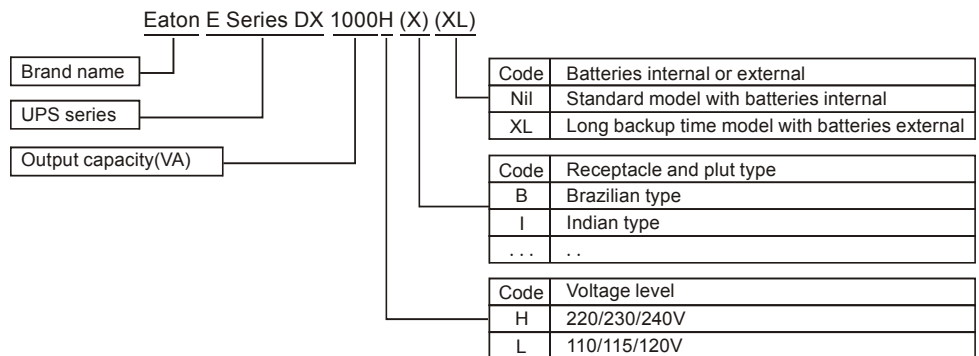 Eaton E Series DX 1000H (X) (XL)
Brand name
UPS series
Output capacity(VA)
Code Batteries internal or external
Nil Standard model with batteries internal
XL Long backup time model with batteries external
Code Receptacle and plut type
B Brazilian type
I Indian type
. . . . .
Code Voltage level
H 220/230/240V
L 110/115/120V